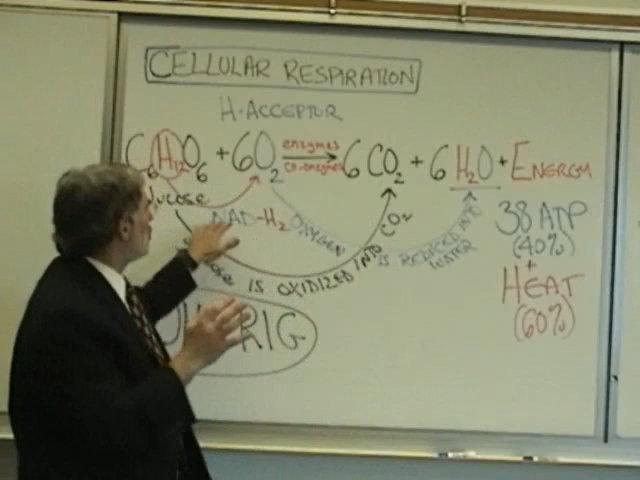 CELLULAR RESPIRATION
H-ACCEPTOR
C6H12O6 + 6O2 enzymes co-enzymes → 6CO2 + 6H2O + ENERGY
NAD-H2
OXYGEN IS REDUCED INTO WATER
IS OXIDIZED INTO CO2
38 ATP
(40%)
+
HEAT
(60%)
RIG